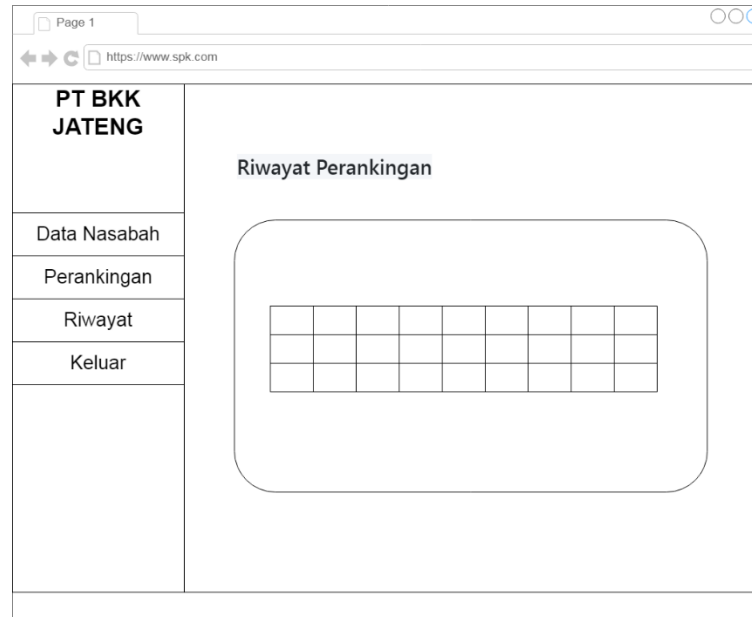 Page 1
https://www.spk.com
PT BKK
JATENG
Riwayat Perankingan
Data Nasabah
Perankingan
Riwayat
Keluar